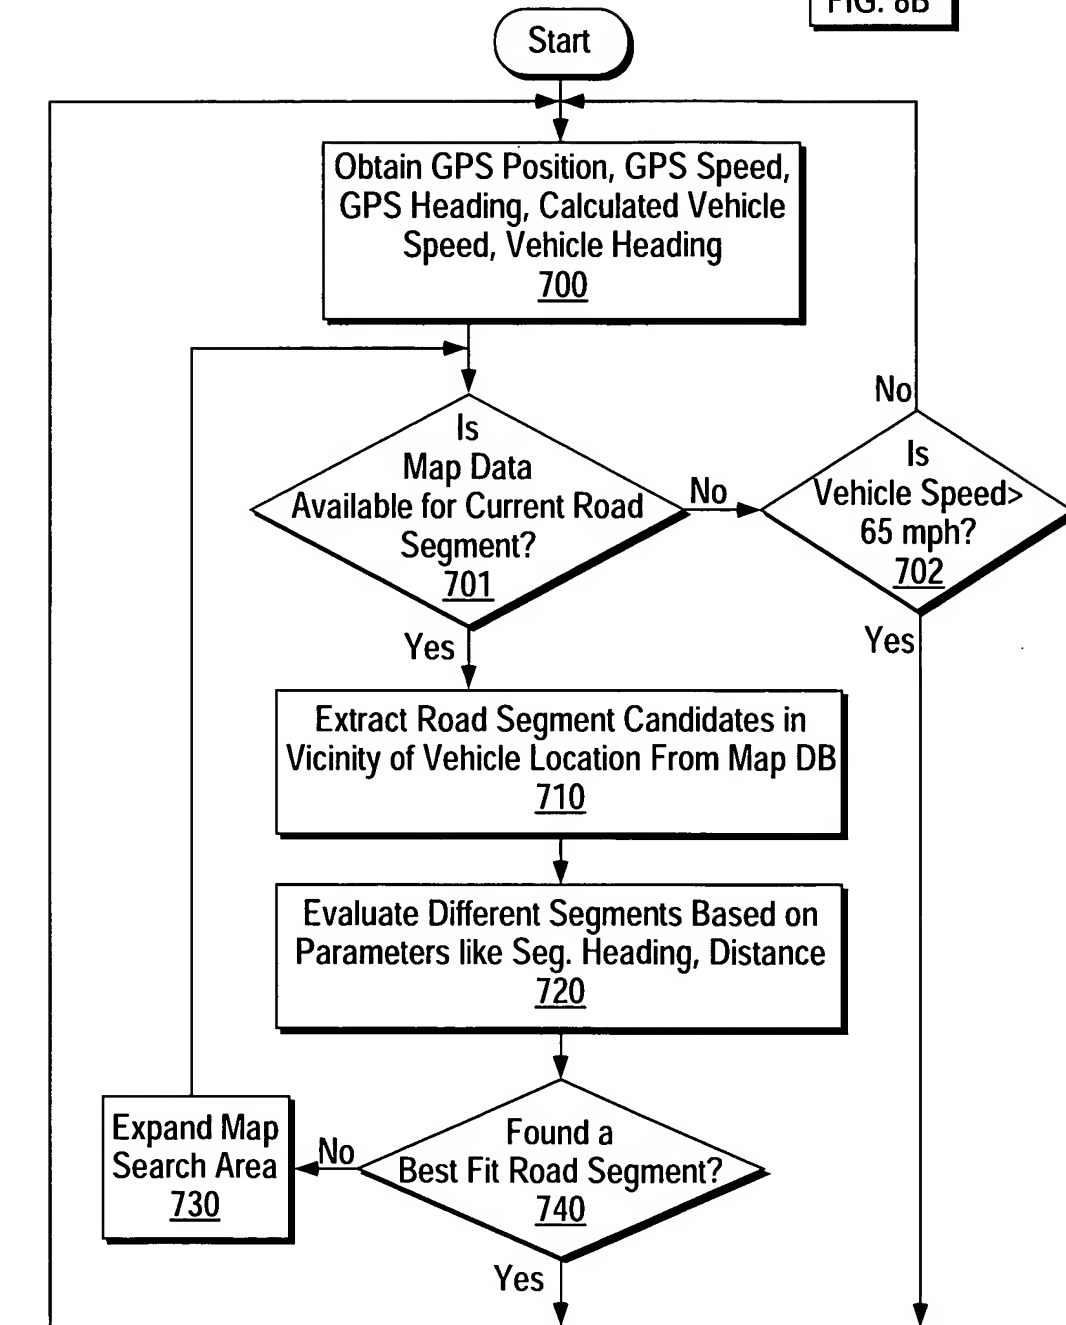 FIG. 8B
Start
Obtain GPS Position, GPS Speed,
GPS Heading, Calculated Vehicle
Speed, Vehicle Heading
700
Is
Map Data
Available for Current Road
Segment?
701
No
No
Is
Vehicle Speed>
65 mph?
702
Yes
Yes
Extract Road Segment Candidates in
Vicinity of Vehicle Location From Map DB
710
Evaluate Different Segments Based on
Parameters like Seg. Heading, Distance
720
Expand Map
Search Area
730
No
Found a
Best Fit Road Segment?
740
Yes